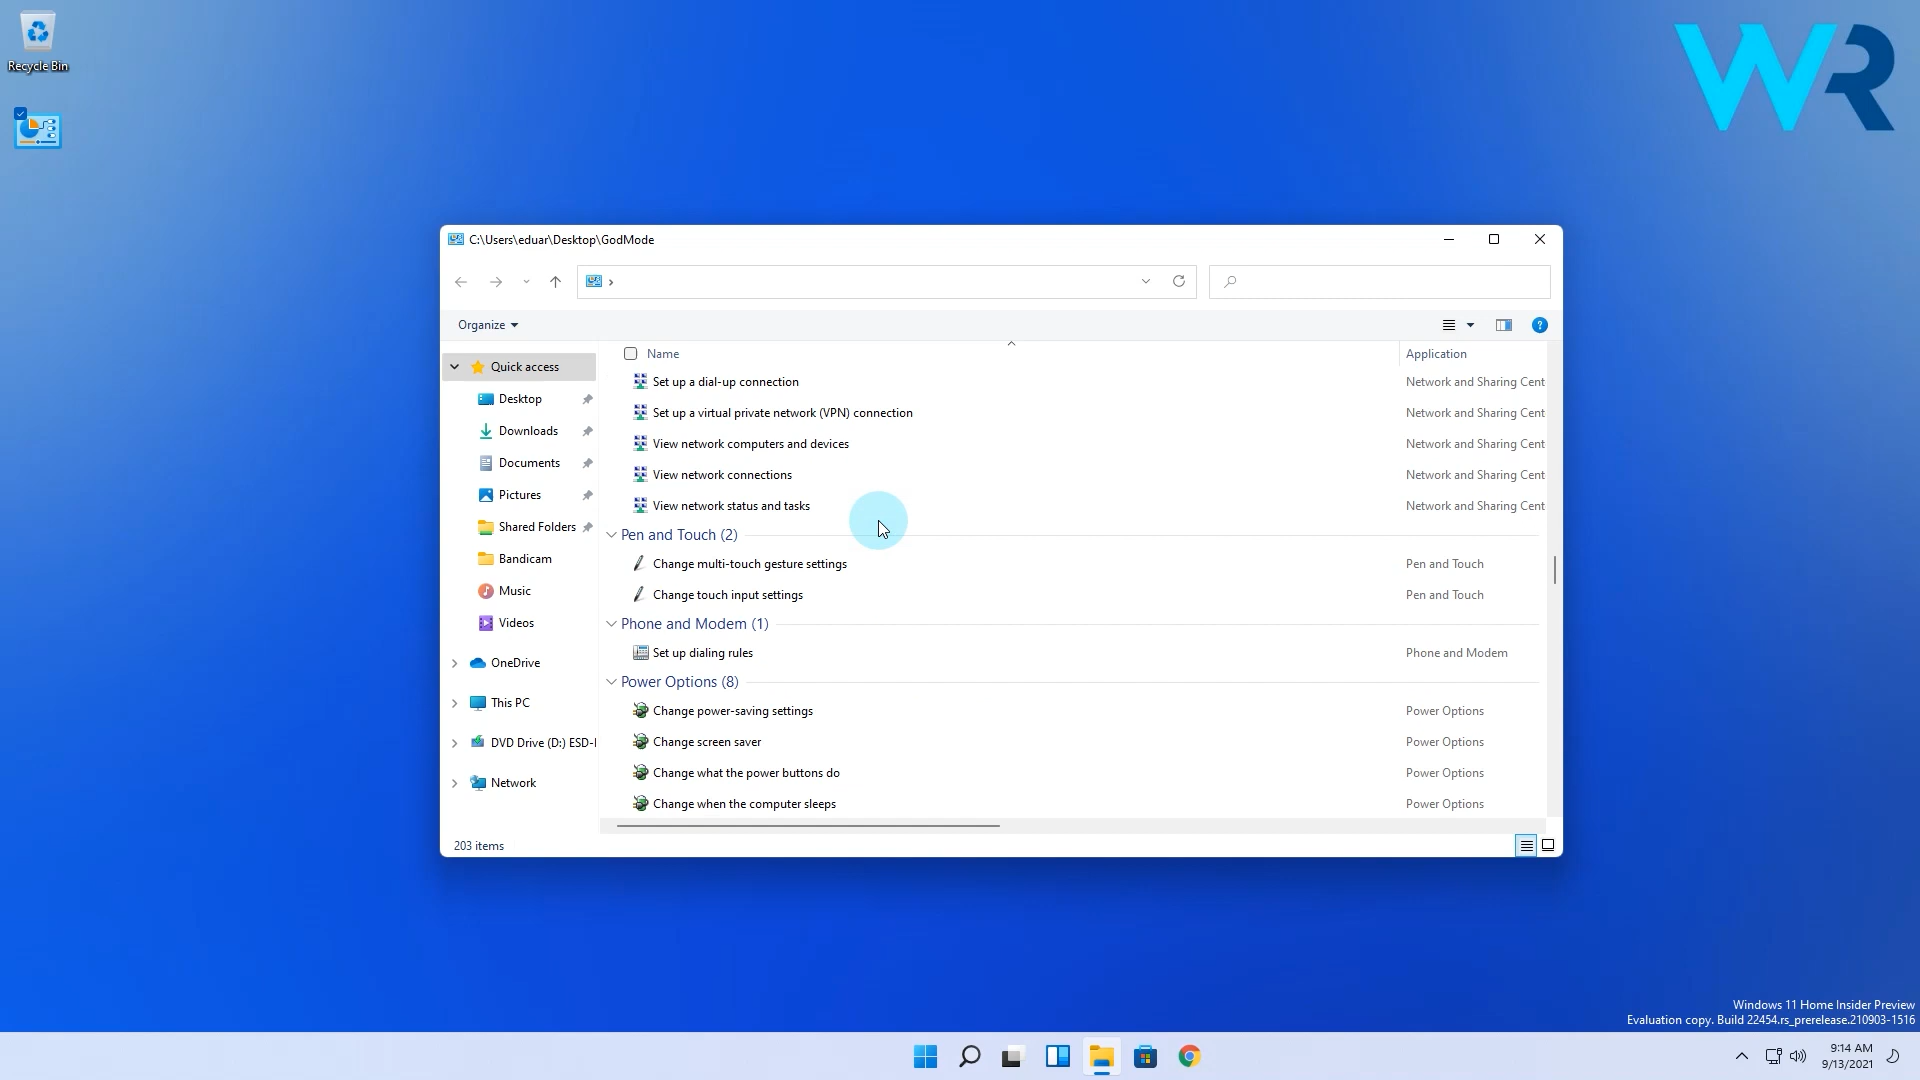 Recycle Bin
WR
C:\Users\eduar\Desktop\GodMode
Organize
Quick access
Desktop
Downloads
Documents
Pictures
Shared Folders
Bandicam
Music
Videos
OneDrive
This PC
DVD Drive (D:) ESD-I
Network
Name Application
Set up a dial-up connection Network and Sharing Cent
Set up a virtual private network (VPN) connection Network and Sharing Cent
View network computers and devices Network and Sharing Cent
View network connections Network and Sharing Cent
View network status and tasks Network and Sharing Cent
Pen and Touch (2)
Change multi-touch gesture settings Pen and Touch
Change touch input settings Pen and Touch
Phone and Modem (1)
Set up dialing rules Phone and Modem
Power Options (8)
Change power-saving settings Power Options
Change screen saver Power Options
Change what the power buttons do Power Options
Change when the computer sleeps Power Options
203 items
Windows 11 Home Insider Preview
Evaluation copy. Build 22454.rs_prerelease.210903-1516
9:14 AM
9/13/2021